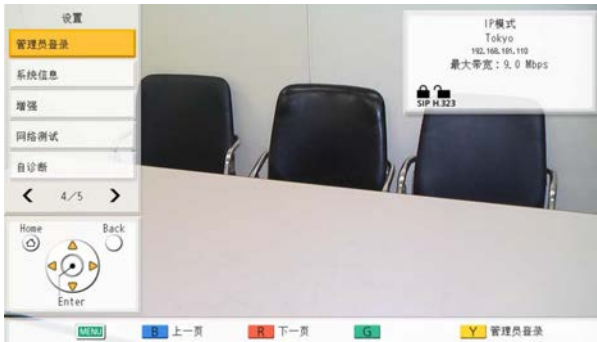 设置
管理员登录
系统信息
增强
网络测试
自诊断
4/5
Home
Back
Enter
IP模式
Tokyo
192.168.181.110
最大带宽：9.0 Mbps
SIP H.323
MENU
B 上一页
R 下一页
G
Y 管理员登录